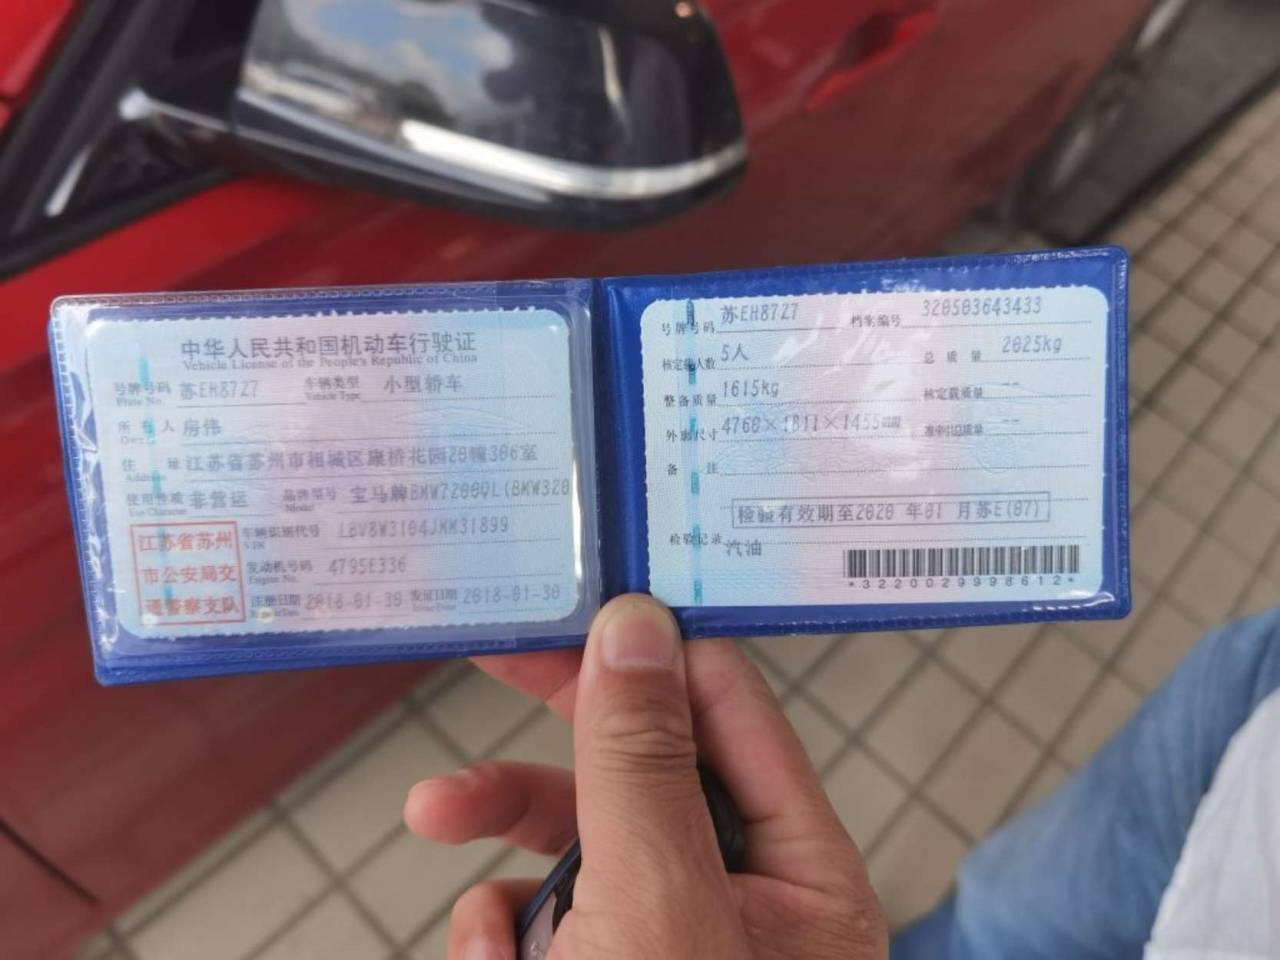 中华人民共和国机动车行驶证
Vehicle License of the People's Republic of China
号牌号码 苏EH87Z7 车辆类型 小型轿车
Plate No. Vehicle Type
所有人 房伟
Owner
住址 江苏省苏州市相城区康桥花园20幢306室
Address
使用性质 非营运 品牌型号 宝马牌BMW7200QL(BMW320
Use Character Model
江苏省苏州
市公安局交
通警察支队
车辆识别代号 LBV8W3104JMM31899
VIN
发动机号码 4795E336
Engine No.
注册日期 2018-01-30 发证日期 2018-01-30
Issue Date
号牌号码 苏EH87Z7 档案编号 320503643433
核定载人数 5人 总质量 2025kg
整备质量 1615kg 核定载质量 --
外廓尺寸 4760×1811×1455mm 准牵引总质量 --
备注
检验有效期至2020年01月苏E(07)
检验记录 汽油
*3220029998612*